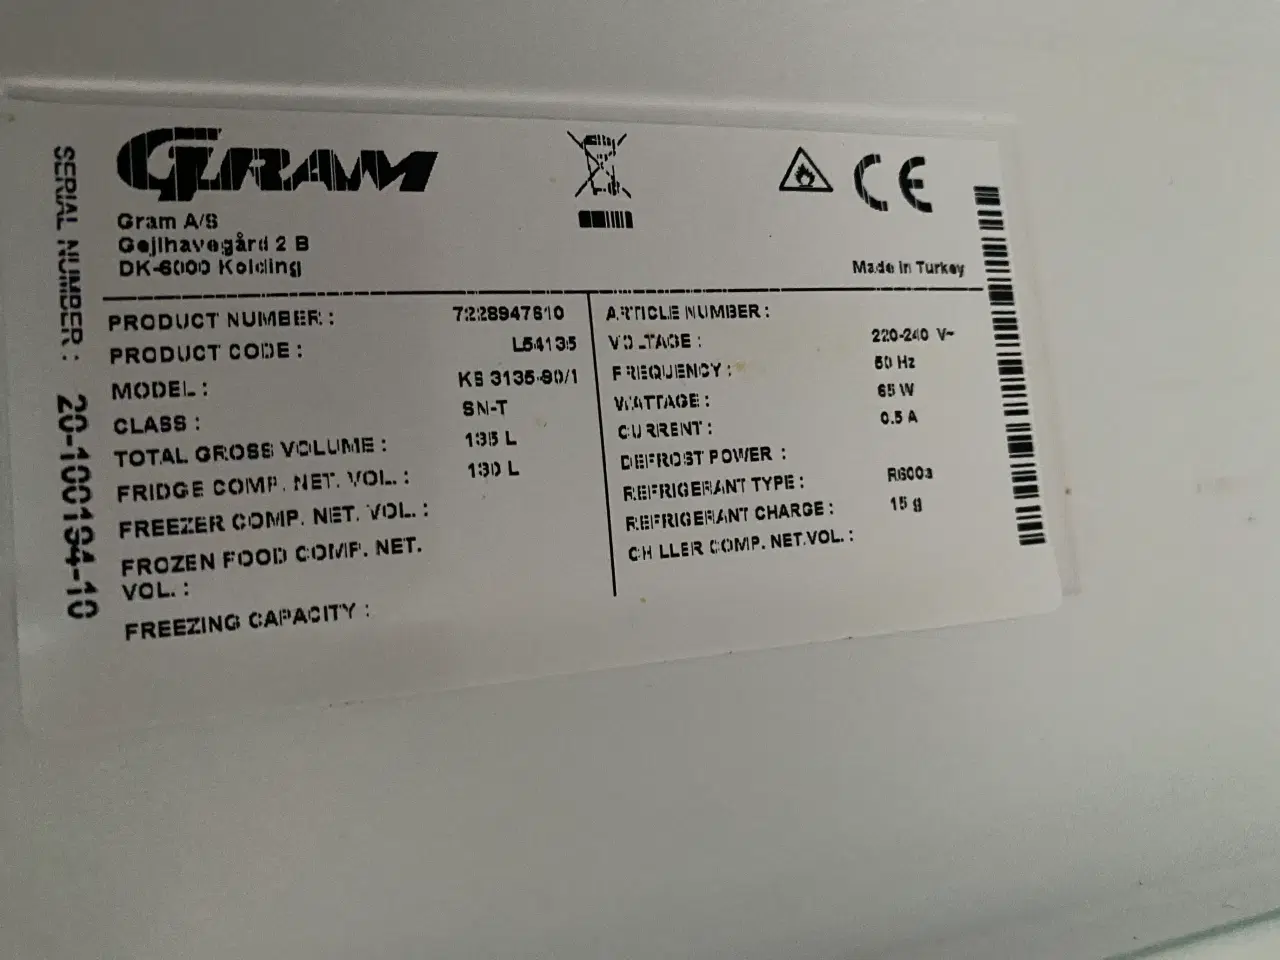 GRAM
Gram A/S
Gejlhavegård 2 B
DK-6000 Kolding
CE
Made in Turkey
SERIAL NUMBER: 20-100194-10
PRODUCT NUMBER: 7228947610
PRODUCT CODE: L54135
MODEL: KS 3135-90/1
CLASS: SN-T
TOTAL GROSS VOLUME: 135 L
FRIDGE COMP. NET. VOL.: 130 L
FREEZER COMP. NET. VOL.:
FROZEN FOOD COMP. NET.
VOL.:
FREEZING CAPACITY:
ARTICLE NUMBER:
VOLTAGE: 220-240 V~
FREQUENCY: 50 Hz
WATTAGE: 65 W
CURRENT: 0.5 A
DEFROST POWER:
REFRIGERANT TYPE: R600a
REFRIGERANT CHARGE: 15 g
CHILLER COMP. NET.VOL.: